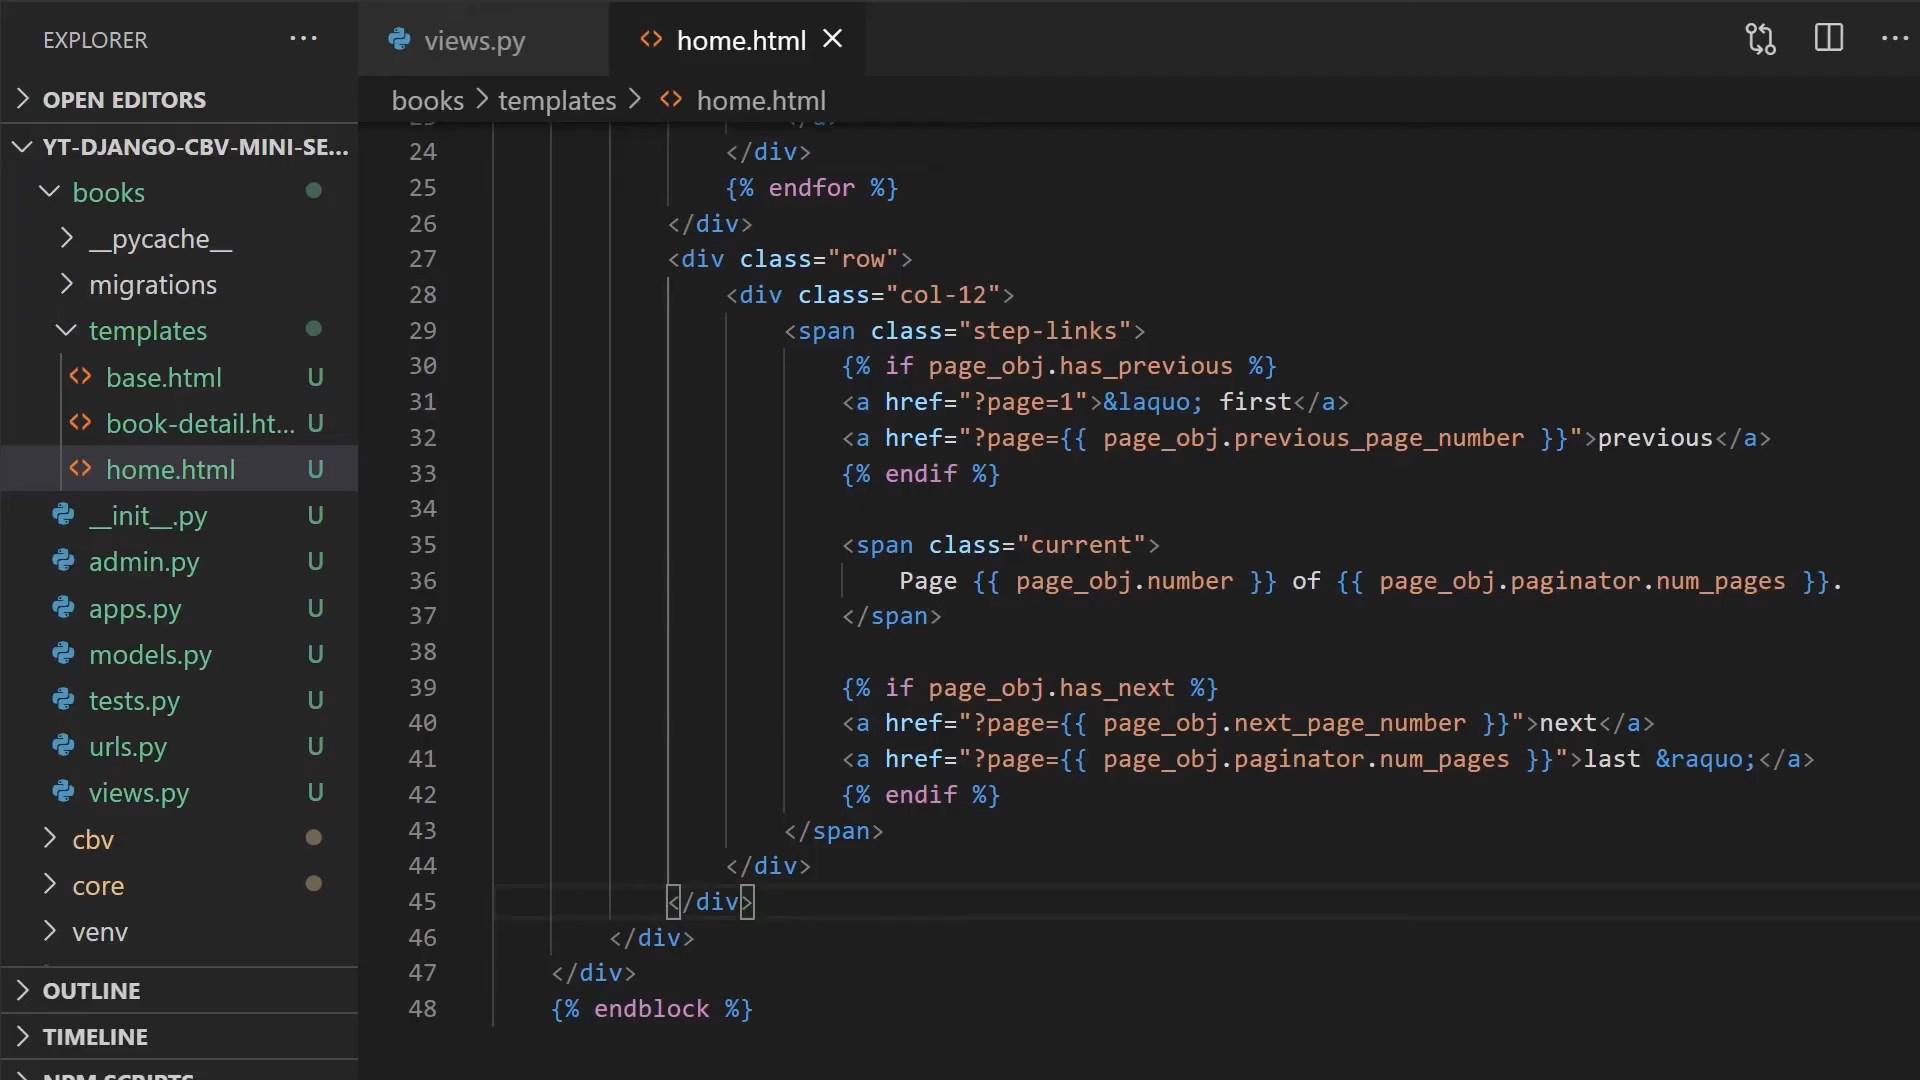 EXPLORER
OPEN EDITORS
YT-DJANGO-CBV-MINI-SE...
books
__pycache__
migrations
templates
base.html U
book-detail.ht... U
home.html U
__init__.py U
admin.py U
apps.py U
models.py U
tests.py U
urls.py U
views.py U
cbv
core
venv
OUTLINE
TIMELINE
NPM SCRIPTS
views.py
home.html
books > templates > home.html
24 </div>
25 {% endfor %}
26 </div>
27 <div class="row">
28 <div class="col-12">
29 <span class="step-links">
30 {% if page_obj.has_previous %}
31 <a href="?page=1">&laquo; first</a>
32 <a href="?page={{ page_obj.previous_page_number }}">previous</a>
33 {% endif %}
34
35 <span class="current">
36 Page {{ page_obj.number }} of {{ page_obj.paginator.num_pages }}.
37 </span>
38
39 {% if page_obj.has_next %}
40 <a href="?page={{ page_obj.next_page_number }}">next</a>
41 <a href="?page={{ page_obj.paginator.num_pages }}">last &raquo;</a>
42 {% endif %}
43 </span>
44 </div>
45 </div>
46 </div>
47 </div>
48 {% endblock %}